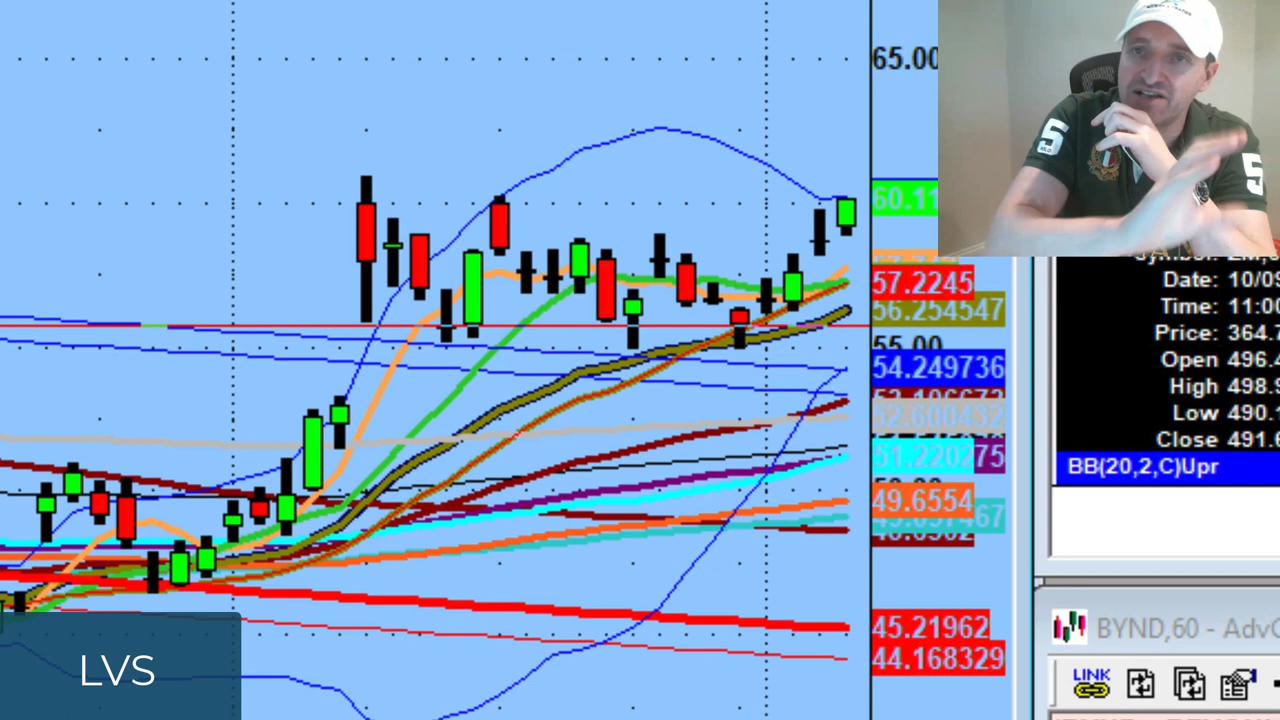 65.00
60.11
57.2245
56.254547
55.00
54.249736
52.600432
51.220275
49.6554
45.21962
44.168329
5
5
Date: 10/09
Time: 11:00
Price: 364.
Open 496.4
High 498.9
Low 490.
Close 491.6
BB(20,2,C)Upr
BYND,60 - AdvC
LINK
LVS